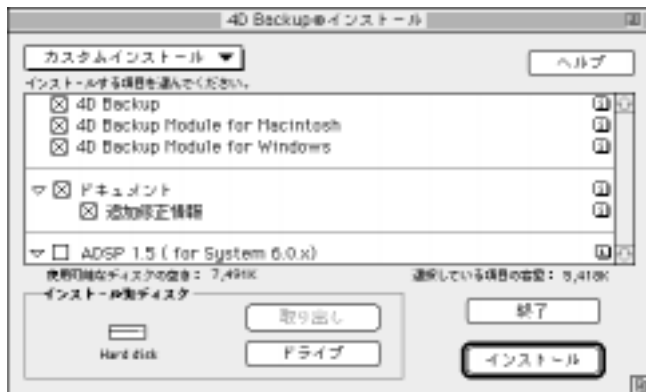 4D Backupのインストール
カスタムインストール
ヘルプ
インストールする項目を選んでください。
4D Backup
4D Backup Module for Macintosh
4D Backup Module for Windows
ドキュメント
追加修正情報
ADSP 1.5 ( for System 6.0.x)
使用可能なディスクの空き： 7,491K
選択している項目の容量： 5,418K
インストール先ディスク
取り出し
終了
Hard disk
ドライブ
インストール